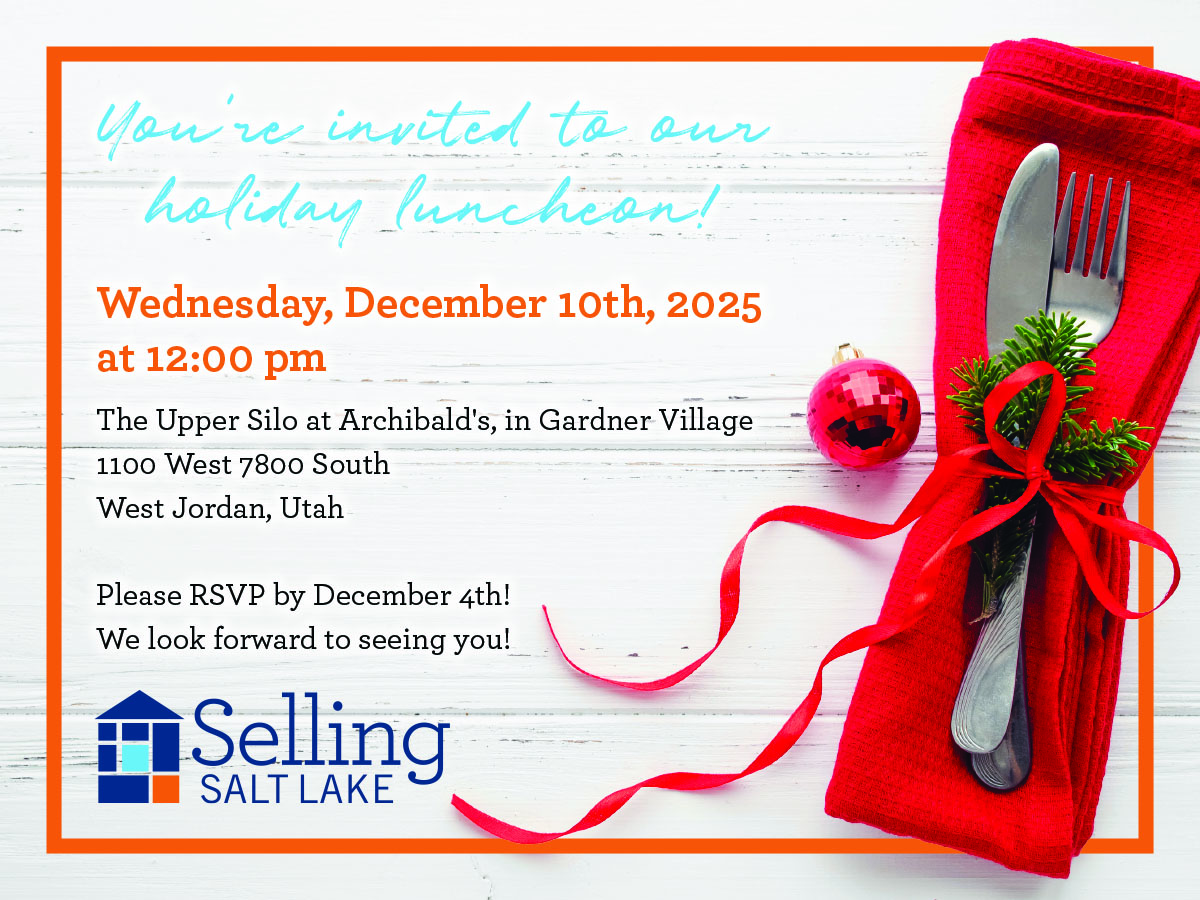 You're invited to our
holiday luncheon!
Wednesday, December 10th, 2025
at 12:00 pm
The Upper Silo at Archibald's, in Gardner Village
1100 West 7800 South
West Jordan, Utah
Please RSVP by December 4th!
We look forward to seeing you!
Selling
SALT LAKE